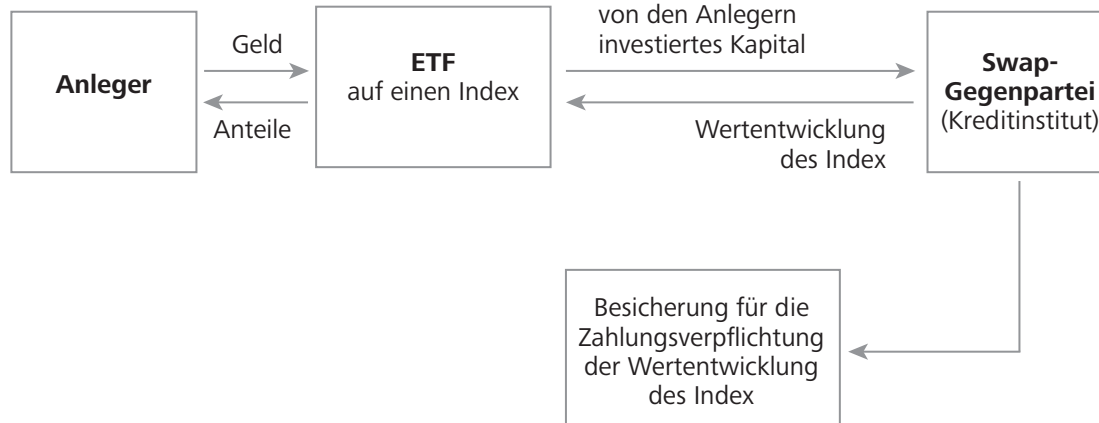 Anleger
Geld
Anteile
ETF
auf einen Index
von den Anlegern
investiertes Kapital
Wertentwicklung
des Index
Swap-
Gegenpartei
(Kreditinstitut)
Besicherung für die
Zahlungsverpflichtung
der Wertentwicklung
des Index